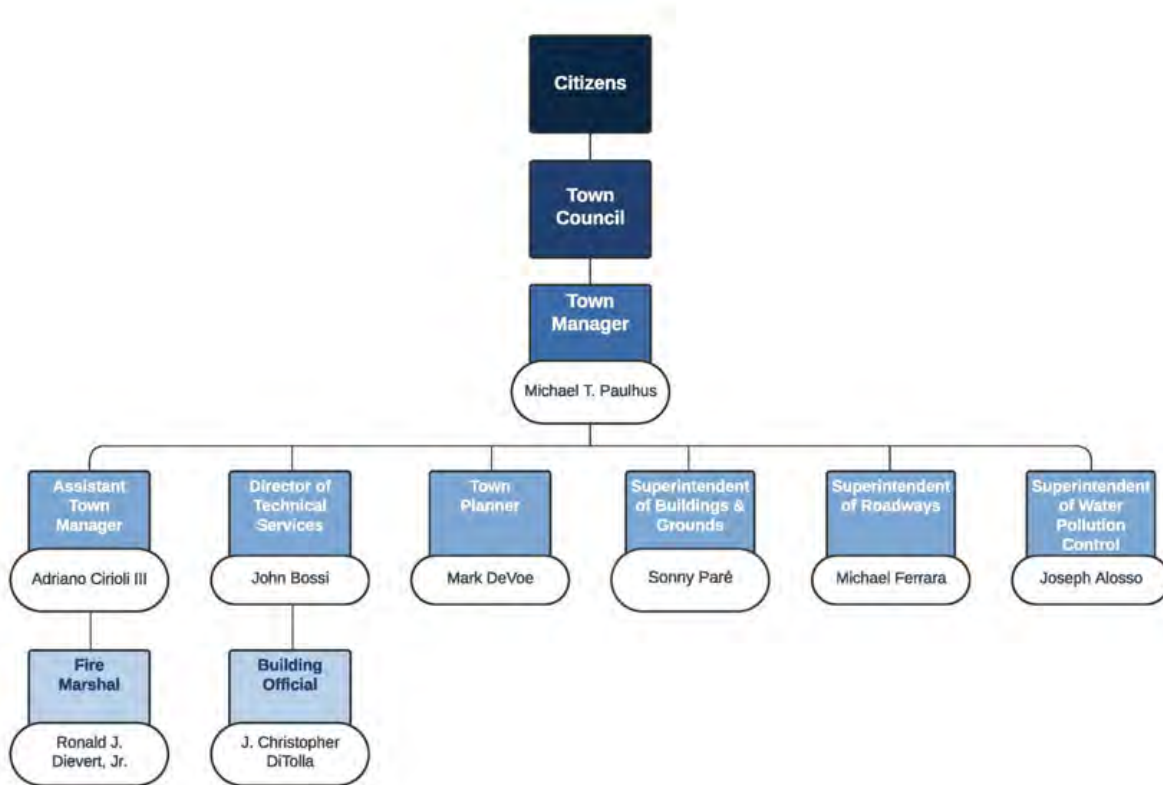 Citizens
Town
Council
Town
Manager
Michael T. Paulhus
Assistant
Town
Manager
Adriano Cirioli III
Director of
Technical
Services
John Bossi
Town
Planner
Mark DeVoe
Superintendent
of Buildings &
Grounds
Sonny Paré
Superintendent
of Roadways
Michael Ferrara
Superintendent
of Water
Pollution
Control
Joseph Alosso
Fire
Marshal
Ronald J.
Dievert, Jr.
Building
Official
J. Christopher
DiTolla